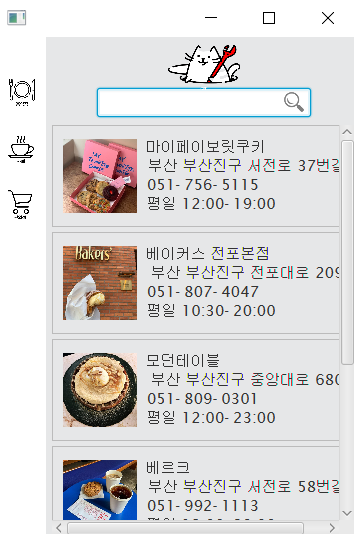 마이페이보릿쿠키
부산 부산진구 서전로 37번길
051- 756- 5115
평일 12:00- 19:00
Bakers'
베이커스 전포본점
부산 부산진구 전포대로 209
051- 807- 4047
평일 10:30- 20:00
모던테이블
부산 부산진구 중앙대로 680
051- 809- 0301
평일 12:00- 23:00
베르크
부산 부산진구 서전로 58번길
051- 992- 1113